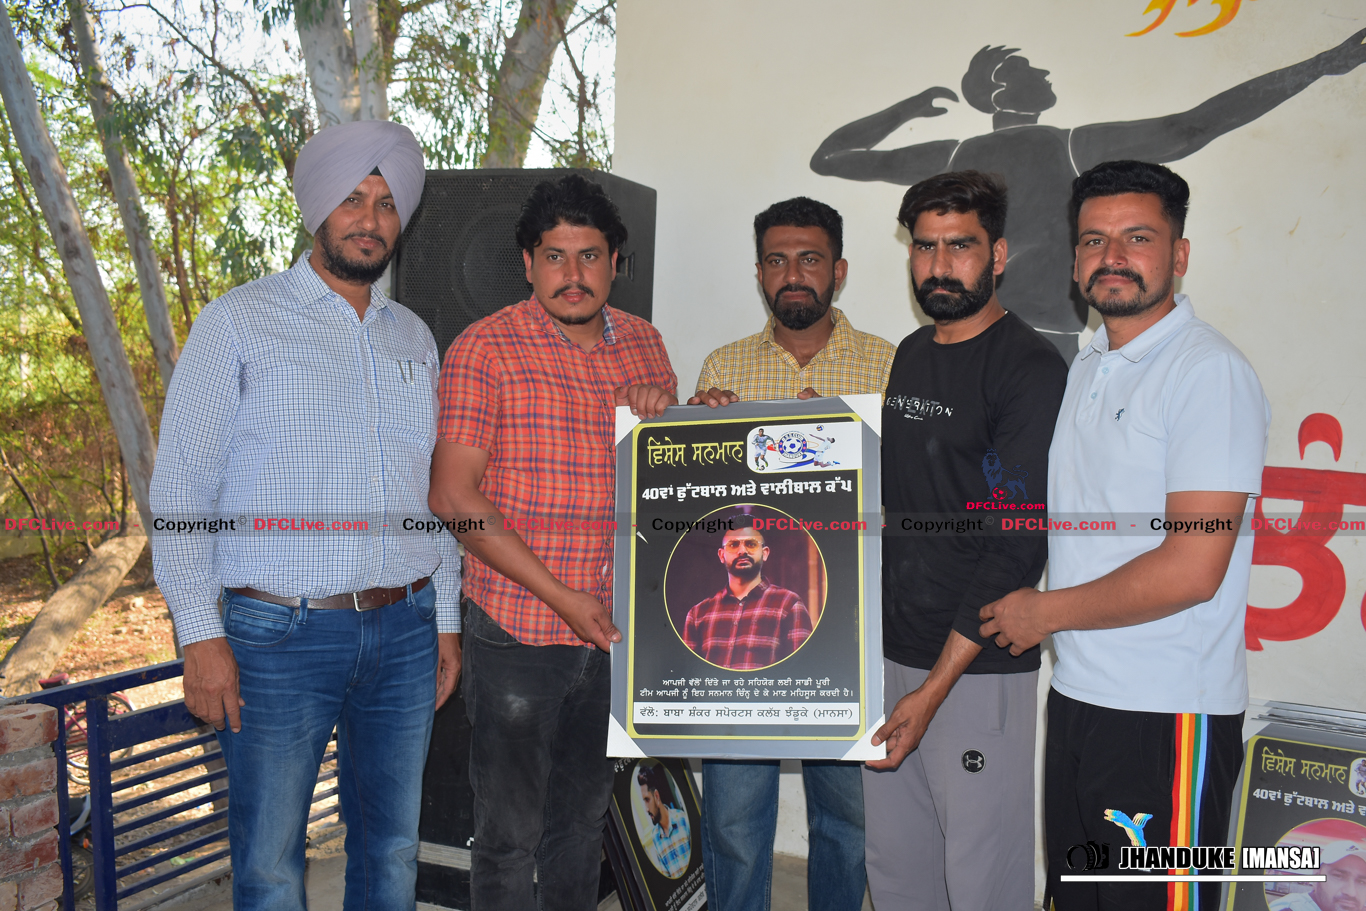 ਵਿਸ਼ੇਸ ਸਨਮਾਨ
40ਵਾਂ ਫੁੱਟਬਾਲ ਅਤੇ ਵਾਲੀਬਾਲ ਕੱਪ
ਆਪਜੀ ਵੱਲੋਂ ਦਿੱਤੇ ਜਾ ਰਹੇ ਸਹਿਯੋਗ ਲਈ ਸਾਡੀ ਪੂਰੀ
ਟੀਮ ਆਪਜੀ ਨੂੰ ਇਹ ਸਨਮਾਨ ਚਿੰਨ੍ਹ ਦੇ ਕੇ ਮਾਣ ਮਹਿਸੂਸ ਕਰਦੀ ਹੈ।
ਵੱਲੋਂ: ਬਾਬਾ ਸ਼ੰਕਰ ਸਪੋਰਟਸ ਕਲੱਬ ਝੰਡੂਕੇ (ਮਾਨਸਾ)
DFCLive.com
DFCLive.com - Copyright © DFCLive.com - Copyright © DFCLive.com - Copyright © DFCLive.com - Copyright © DFCLive.com - Copyright © DFCLive.com
ਵਿਸ਼ੇਸ ਸਨਮਾਨ
40ਵਾਂ ਫੁੱਟਬਾਲ ਅਤੇ
JHANDUKE [MANSA]